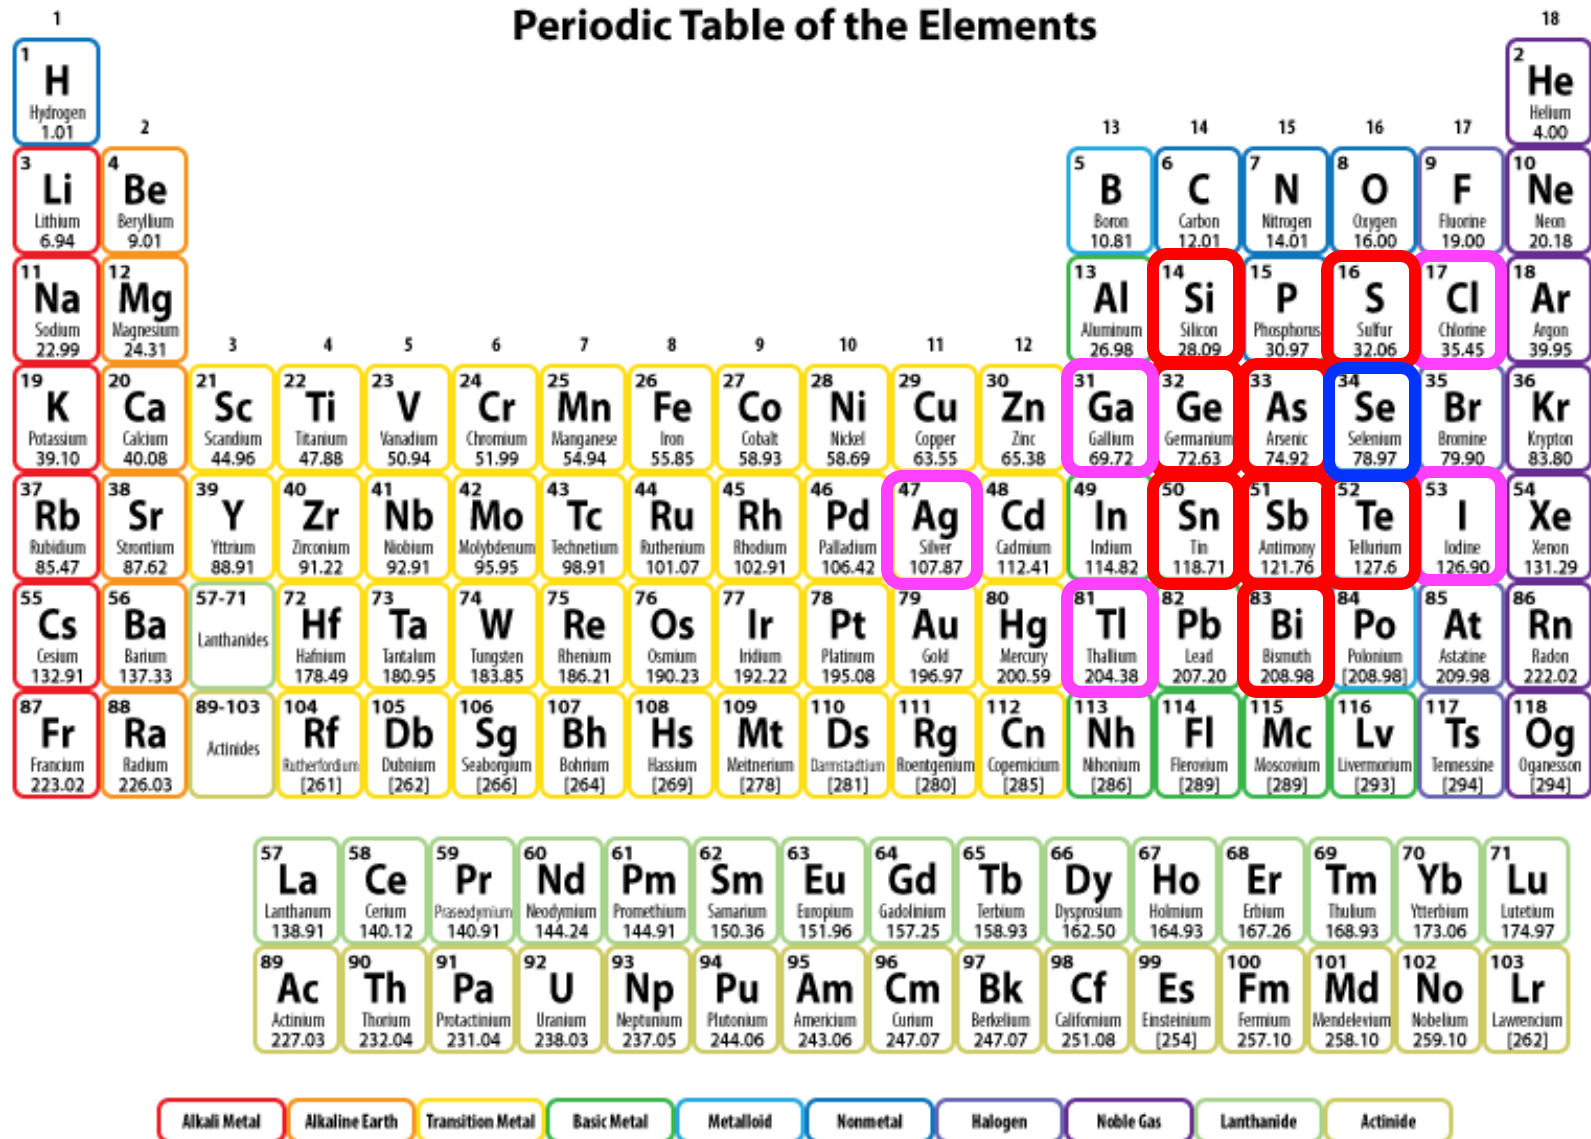 Periodic Table of the Elements
1 18
1 2
H He
Hydrogen Helium
1.01 4.00
2 13 14 15 16 17
3 4 5 6 7 8 9 10
Li Be B C N O F Ne
Lithium Beryllium Boron Carbon Nitrogen Oxygen Fluorine Neon
6.94 9.01 10.81 12.01 14.01 16.00 19.00 20.18
11 12 13 14 15 16 17 18
Na Mg Al Si P S Cl Ar
Sodium Magnesium Aluminum Silicon Phosphorus Sulfur Chlorine Argon
22.99 24.31 26.98 28.09 30.97 32.06 35.45 39.95
3 4 5 6 7 8 9 10 11 12
19 20 21 22 23 24 25 26 27 28 29 30 31 32 33 34 35 36
K Ca Sc Ti V Cr Mn Fe Co Ni Cu Zn Ga Ge As Se Br Kr
Potassium Calcium Scandium Titanium Vanadium Chromium Manganese Iron Cobalt Nickel Copper Zinc Gallium Germanium Arsenic Selenium Bromine Krypton
39.10 40.08 44.96 47.88 50.94 51.99 54.94 55.85 58.93 58.69 63.55 65.38 69.72 72.63 74.92 78.97 79.90 83.80
37 38 39 40 41 42 43 44 45 46 47 48 49 50 51 52 53 54
Rb Sr Y Zr Nb Mo Tc Ru Rh Pd Ag Cd In Sn Sb Te I Xe
Rubidium Strontium Yttrium Zirconium Niobium Molybdenum Technetium Ruthenium Rhodium Palladium Silver Cadmium Indium Tin Antimony Tellurium Iodine Xenon
85.47 87.62 88.91 91.22 92.91 95.95 98.91 101.07 102.91 106.42 107.87 112.41 114.82 118.71 121.76 127.6 126.90 131.29
55 56 57-71 72 73 74 75 76 77 78 79 80 81 82 83 84 85 86
Cs Ba Lanthanides Hf Ta W Re Os Ir Pt Au Hg Tl Pb Bi Po At Rn
Cesium Barium Hafnium Tantalum Tungsten Rhenium Osmium Iridium Platinum Gold Mercury Thallium Lead Bismuth Polonium Astatine Radon
132.91 137.33 178.49 180.95 183.85 186.21 190.23 192.22 195.08 196.97 200.59 204.38 207.20 208.98 [208.98] 209.98 222.02
87 88 89-103 104 105 106 107 108 109 110 111 112 113 114 115 116 117 118
Fr Ra Actinides Rf Db Sg Bh Hs Mt Ds Rg Cn Nh Fl Mc Lv Ts Og
Francium Radium Rutherfordium Dubnium Seaborgium Bohrium Hassium Meitnerium Darmstadtium Roentgenium Copernicium Nihonium Flerovium Moscovium Livermorium Tennessine Oganesson
223.02 226.03 [261] [262] [266] [264] [269] [278] [281] [280] [285] [286] [289] [289] [293] [294] [294]
57 58 59 60 61 62 63 64 65 66 67 68 69 70 71
La Ce Pr Nd Pm Sm Eu Gd Tb Dy Ho Er Tm Yb Lu
Lanthanum Cerium Praseodymium Neodymium Promethium Samarium Europium Gadolinium Terbium Dysprosium Holmium Erbium Thulium Ytterbium Lutetium
138.91 140.12 140.91 144.24 144.91 150.36 151.96 157.25 158.93 162.50 164.93 167.26 168.93 173.06 174.97
89 90 91 92 93 94 95 96 97 98 99 100 101 102 103
Ac Th Pa U Np Pu Am Cm Bk Cf Es Fm Md No Lr
Actinium Thorium Protactinium Uranium Neptunium Plutonium Americium Curium Berkelium Californium Einsteinium Fermium Mendelevium Nobelium Lawrencium
227.03 232.04 231.04 238.03 237.05 244.06 243.06 247.07 247.07 251.08 [254] 257.10 258.10 259.10 [262]
Alkali Metal Alkaline Earth Transition Metal Basic Metal Metalloid Nonmetal Halogen Noble Gas Lanthanide Actinide